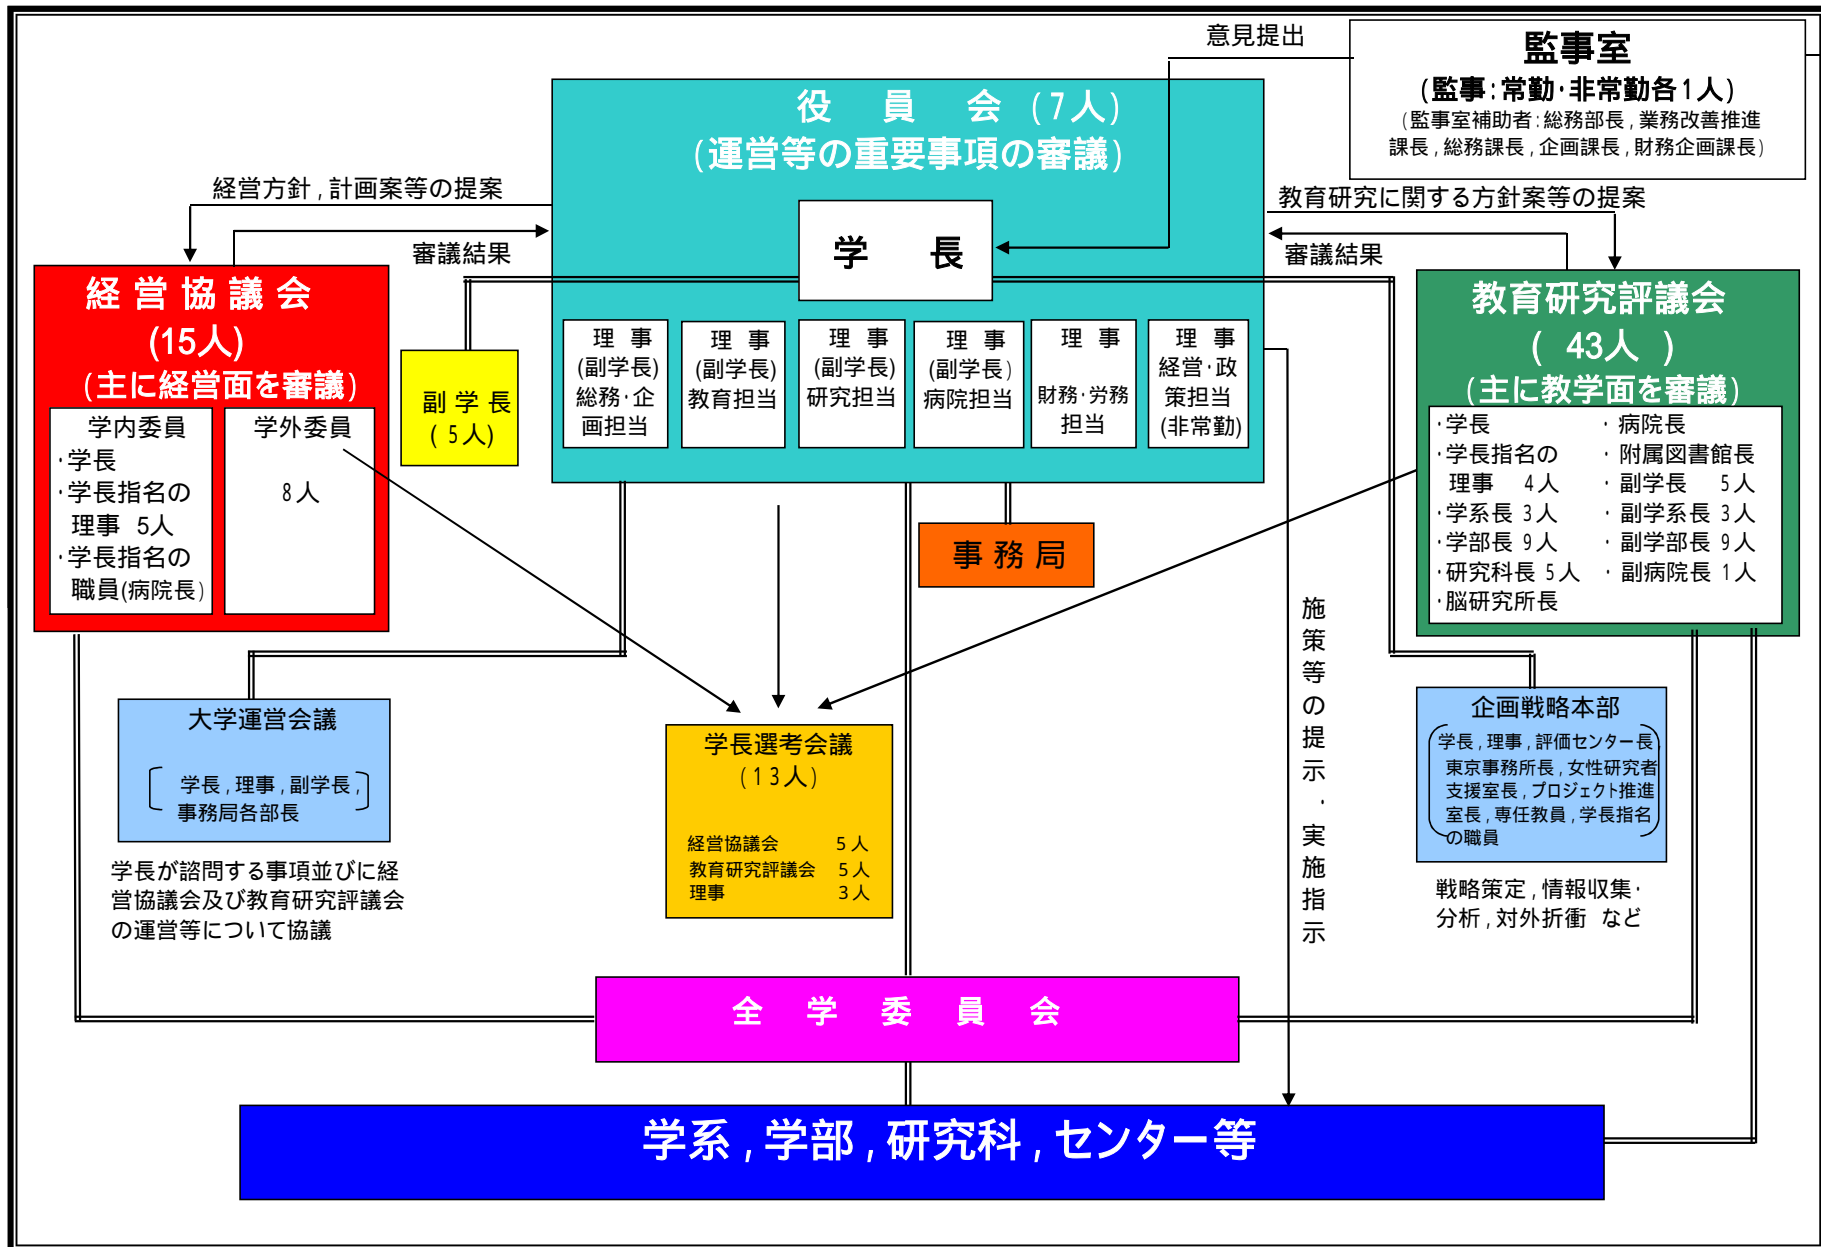 意見提出
監事室
(監事:常勤・非常勤各1人)
(監事室補助者:総務部長,業務改善推進
課長,総務課長,企画課長,財務企画課長)
役　員　会 (7人)
(運営等の重要事項の審議)
経営方針,計画案等の提案
教育研究に関する方針案等の提案
審議結果
審議結果
学　長
経営協議会
(15人)
(主に経営面を審議)
学内委員
・学長
・学長指名の
理事 5人
・学長指名の
職員(病院長)
学外委員
8人
副学長
(5人)
理 事
(副学長)
総務・企
画担当
理 事
(副学長)
教育担当
理 事
(副学長)
研究担当
理 事
(副学長)
病院担当
理 事
財務・労務
担当
理 事
経営・政
策担当
(非常勤)
教育研究評議会
( 43人 )
(主に教学面を審議)
・学長
・学長指名の
理事 4人
・学系長 3人
・学部長 9人
・研究科長 5人
・脳研究所長
・病院長
・附属図書館長
・副学長 5人
・副学系長 3人
・副学部長 9人
・副病院長 1人
事務局
施策等の提示・実施指示
大学運営会議
学長,理事,副学長,
事務局各部長
学長が諮問する事項並びに経
営協議会及び教育研究評議会
の運営等について協議
学長選考会議
(13人)
経営協議会 5人
教育研究評議会 5人
理事 3人
企画戦略本部
学長,理事,評価センター長,
東京事務所長,女性研究者
支援室長,プロジェクト推進
室長,専任教員,学長指名
の職員
戦略策定,情報収集・
分析,対外折衝 など
全　学　委　員　会
学系,学部,研究科,センター等